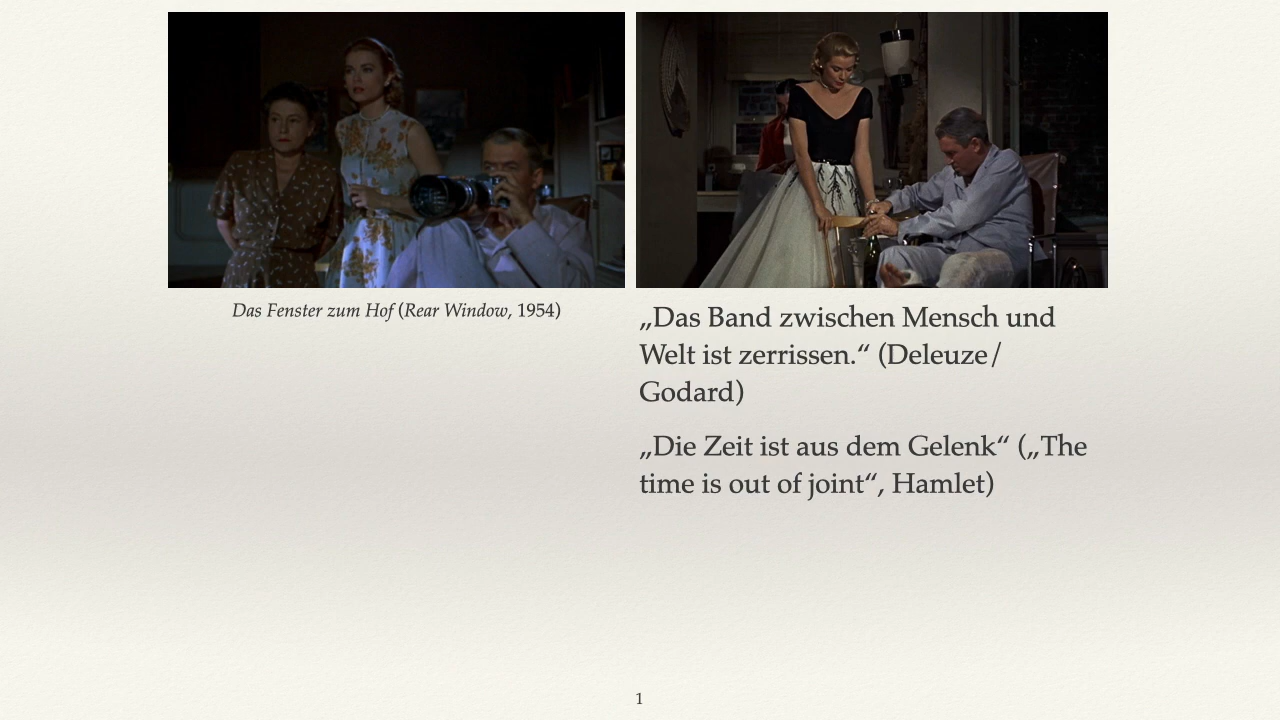 Das Fenster zum Hof (Rear Window, 1954)
„Das Band zwischen Mensch und
Welt ist zerrissen.“ (Deleuze/
Godard)
„Die Zeit ist aus dem Gelenk“ („The
time is out of joint“, Hamlet)
1